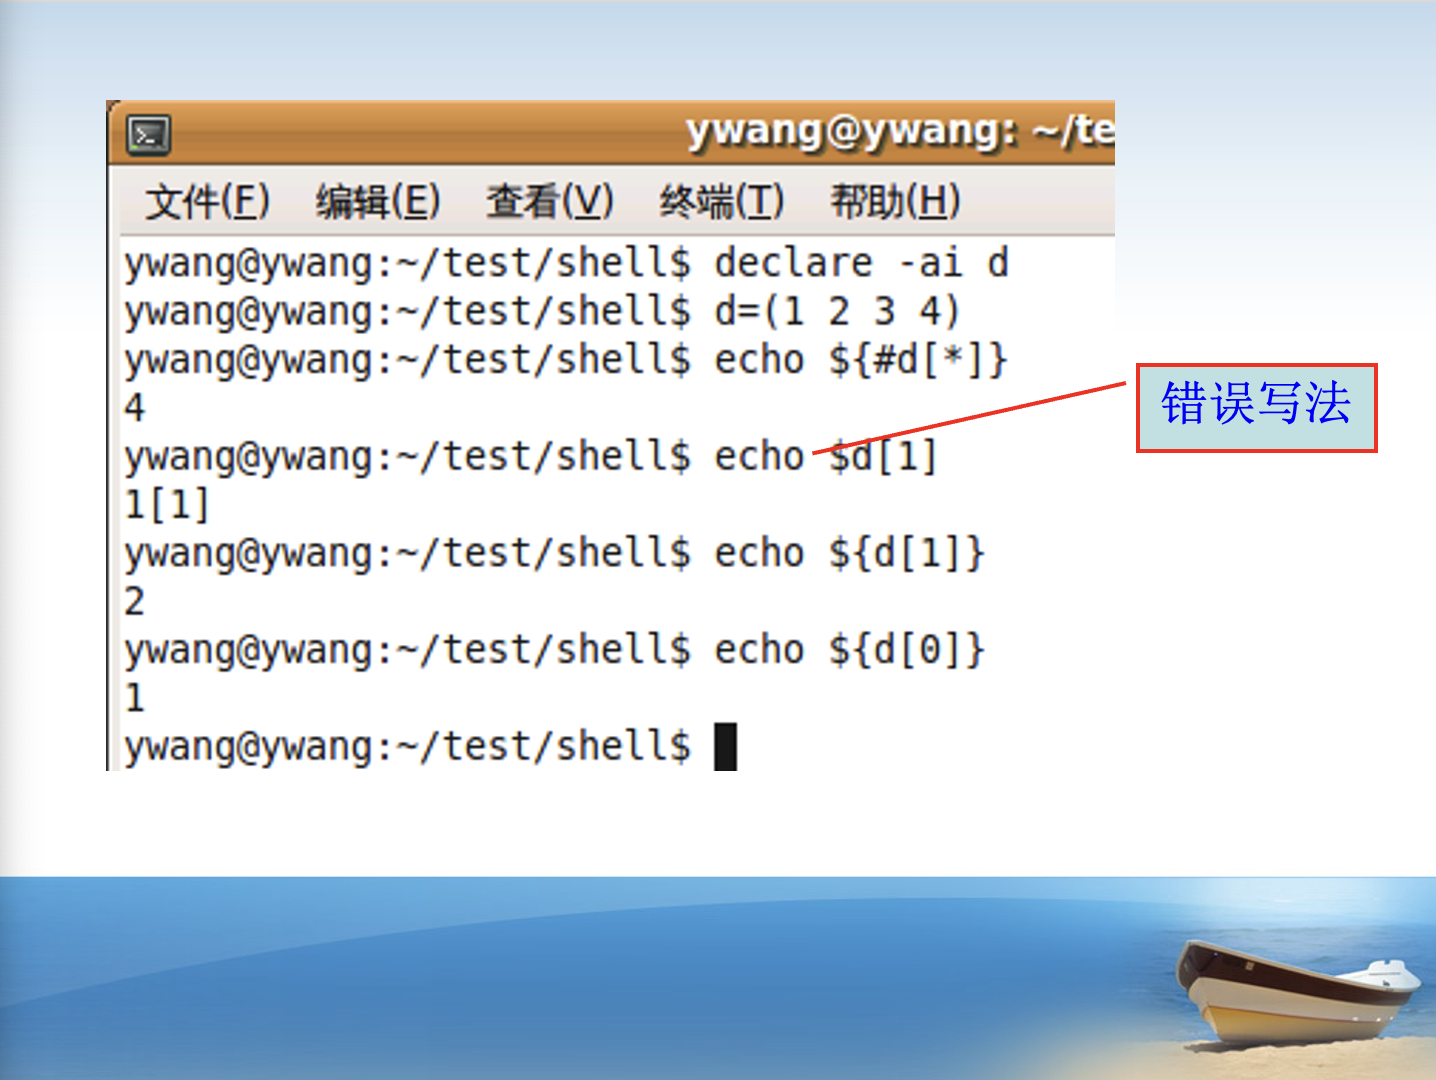 ywang@ywang: ~/te
文件(F) 编辑(E) 查看(V) 终端(T) 帮助(H)
ywang@ywang:~/test/shell$ declare -ai d
ywang@ywang:~/test/shell$ d=(1 2 3 4)
ywang@ywang:~/test/shell$ echo ${#d[*]}
4
ywang@ywang:~/test/shell$ echo $d[1]
错误写法
1[1]
ywang@ywang:~/test/shell$ echo ${d[1]}
2
ywang@ywang:~/test/shell$ echo ${d[0]}
1
ywang@ywang:~/test/shell$